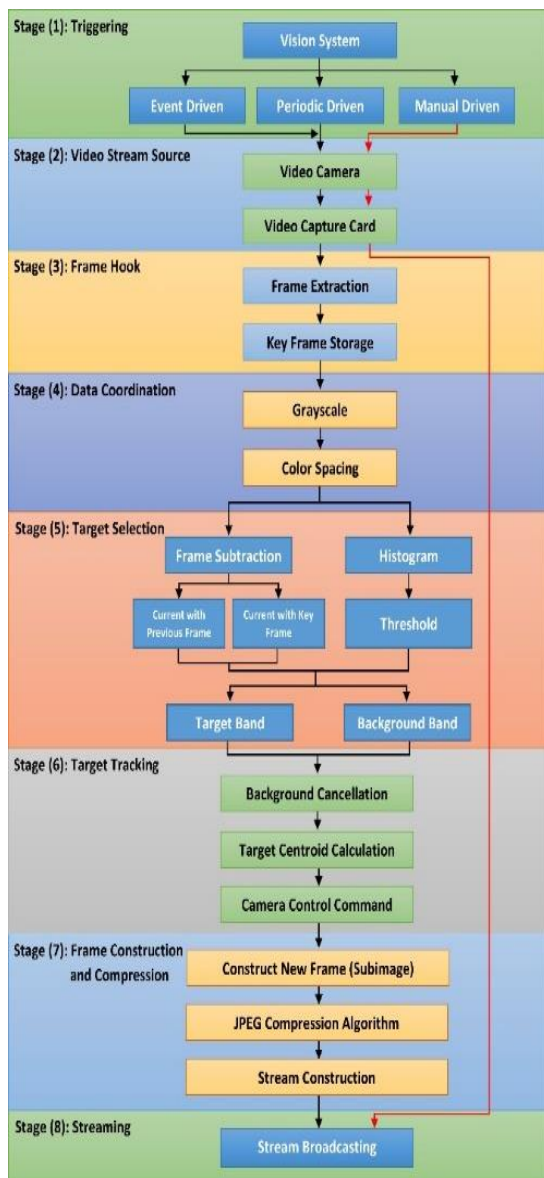 Stage (1): Triggering
Vision System
Event Driven
Periodic Driven
Manual Driven
Stage (2): Video Stream Source
Video Camera
Video Capture Card
Stage (3): Frame Hook
Frame Extraction
Key Frame Storage
Stage (4): Data Coordination
Grayscale
Color Spacing
Stage (5): Target Selection
Frame Subtraction
Histogram
Current with
Previous Frame
Current with Key
Frame
Threshold
Target Band
Background Band
Stage (6): Target Tracking
Background Cancellation
Target Centroid Calculation
Camera Control Command
Stage (7): Frame Construction
and Compression
Construct New Frame (Subimage)
JPEG Compression Algorithm
Stream Construction
Stage (8): Streaming
Stream Broadcasting